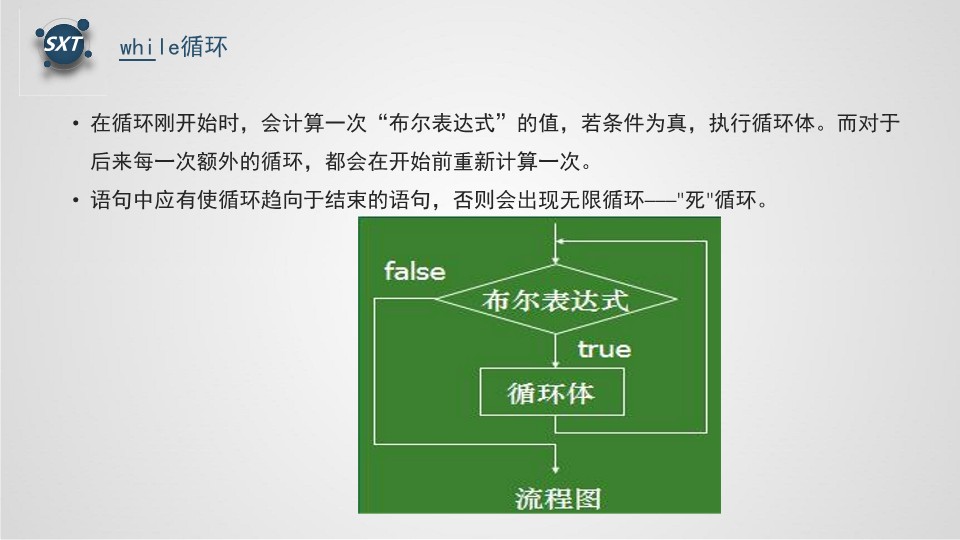 SXT
while循环
• 在循环刚开始时，会计算一次“布尔表达式”的值，若条件为真，执行循环体。而对于
后来每一次额外的循环，都会在开始前重新计算一次。
• 语句中应有使循环趋向于结束的语句，否则会出现无限循环–––"死"循环。
false
布尔表达式
true
循环体
流程图